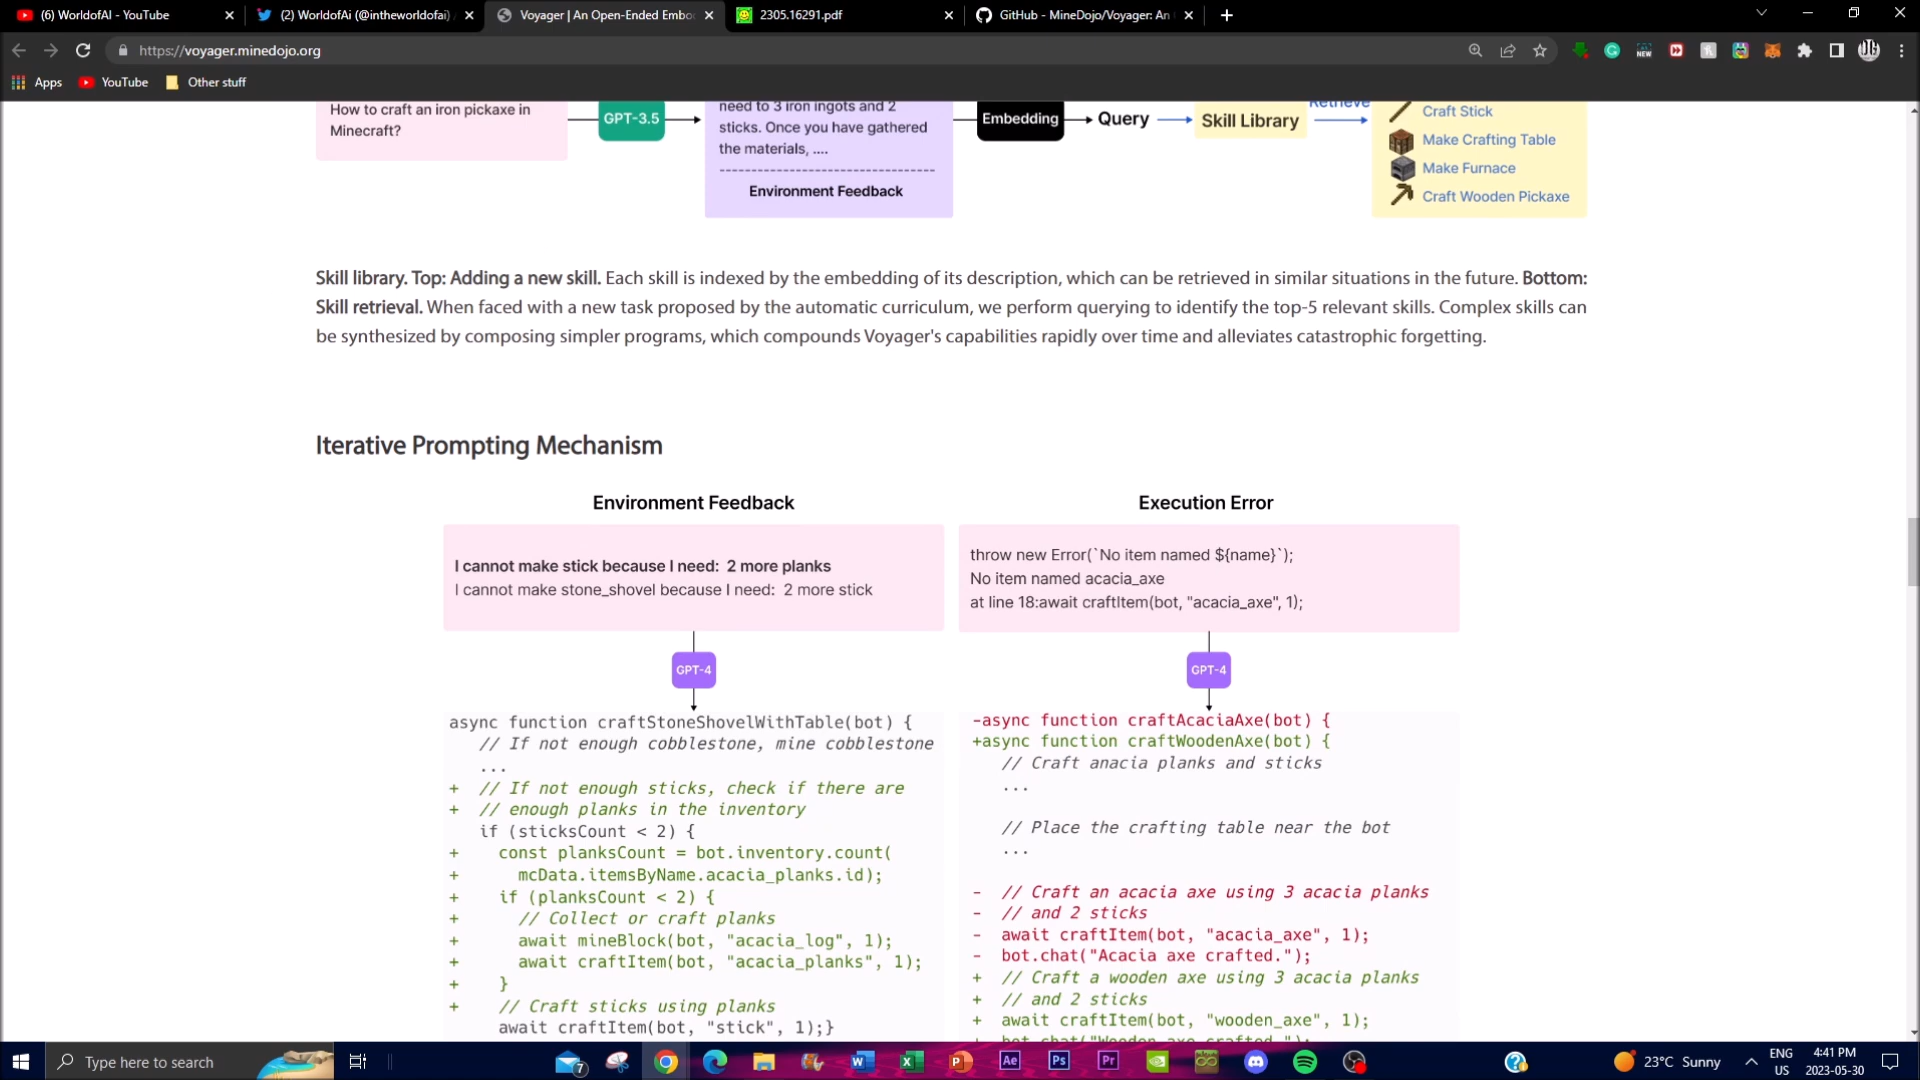 (6) WorldofAI - YouTube
(2) WorldofAi (@intheworldofai)
Voyager | An Open-Ended Embo
2305.16291.pdf
GitHub - MineDojo/Voyager: An
https://voyager.minedojo.org
NEW
Apps
YouTube
Other stuff
How to craft an iron pickaxe in
Minecraft?
GPT-3.5
need to 3 iron ingots and 2
sticks. Once you have gathered
the materials, ....
Environment Feedback
Embedding
Query
Skill Library
Retrieve
Craft Stick
Make Crafting Table
Make Furnace
Craft Wooden Pickaxe
Skill library. Top: Adding a new skill. Each skill is indexed by the embedding of its description, which can be retrieved in similar situations in the future. Bottom:
Skill retrieval. When faced with a new task proposed by the automatic curriculum, we perform querying to identify the top-5 relevant skills. Complex skills can
be synthesized by composing simpler programs, which compounds Voyager's capabilities rapidly over time and alleviates catastrophic forgetting.
Iterative Prompting Mechanism
Environment Feedback
I cannot make stick because I need: 2 more planks
I cannot make stone_shovel because I need: 2 more stick
GPT-4
async function craftStoneShovelWithTable(bot) {
// If not enough cobblestone, mine cobblestone
...
+ // If not enough sticks, check if there are
+ // enough planks in the inventory
if (sticksCount < 2) {
+ const planksCount = bot.inventory.count(
+ mcData.itemsByName.acacia_planks.id);
+ if (planksCount < 2) {
+ // Collect or craft planks
+ await mineBlock(bot, "acacia_log", 1);
+ await craftItem(bot, "acacia_planks", 1);
+ }
+ // Craft sticks using planks
await craftItem(bot, "stick", 1);}
Execution Error
throw new Error(`No item named ${name}`);
No item named acacia_axe
at line 18:await craftItem(bot, "acacia_axe", 1);
GPT-4
-async function craftAcaciaAxe(bot) {
+async function craftWoodenAxe(bot) {
// Craft anacia planks and sticks
...
// Place the crafting table near the bot
...
- // Craft an acacia axe using 3 acacia planks
- // and 2 sticks
- await craftItem(bot, "acacia_axe", 1);
- bot.chat("Acacia axe crafted.");
+ // Craft a wooden axe using 3 acacia planks
+ // and 2 sticks
+ await craftItem(bot, "wooden_axe", 1);
+ bot.chat("Wooden axe crafted.");
Type here to search
7
Ae
Ps
Pr
23°C Sunny
ENG
US
4:41 PM
2023-05-30